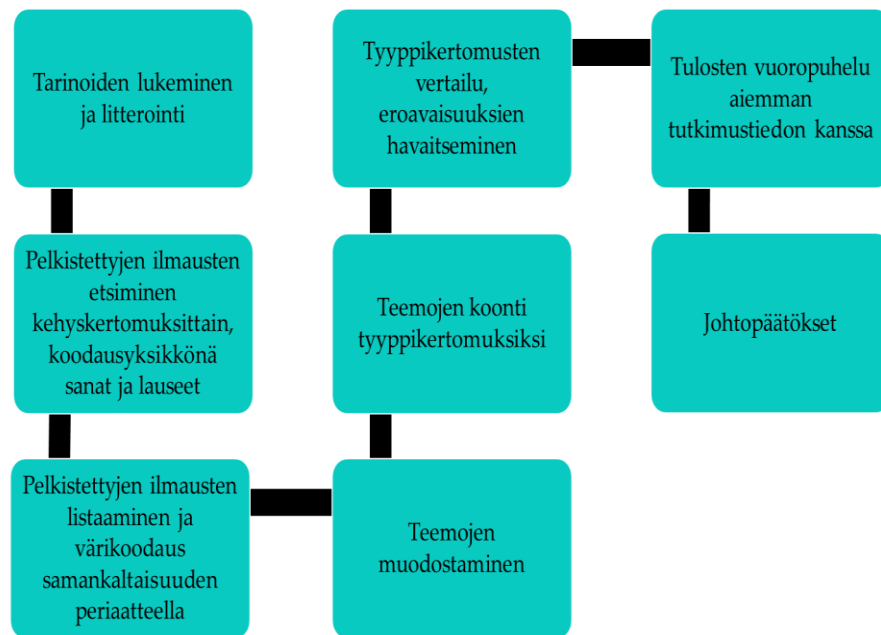 Tarinoiden lukeminen
ja litterointi
Pelkistettyjen ilmausten
etsiminen
kehyskertomuksittain,
koodausyksikkönä
sanat ja lauseet
Pelkistettyjen ilmausten
listaaminen ja
värikoodaus
samankaltaisuuden
periaatteella
Teemojen
muodostaminen
Teemojen koonti
tyyppikertomuksiksi
Tyyppikertomusten
vertailu,
eroavaisuuksien
havaitseminen
Tulosten vuoropuhelu
aiemman
tutkimustiedon kanssa
Johtopäätökset